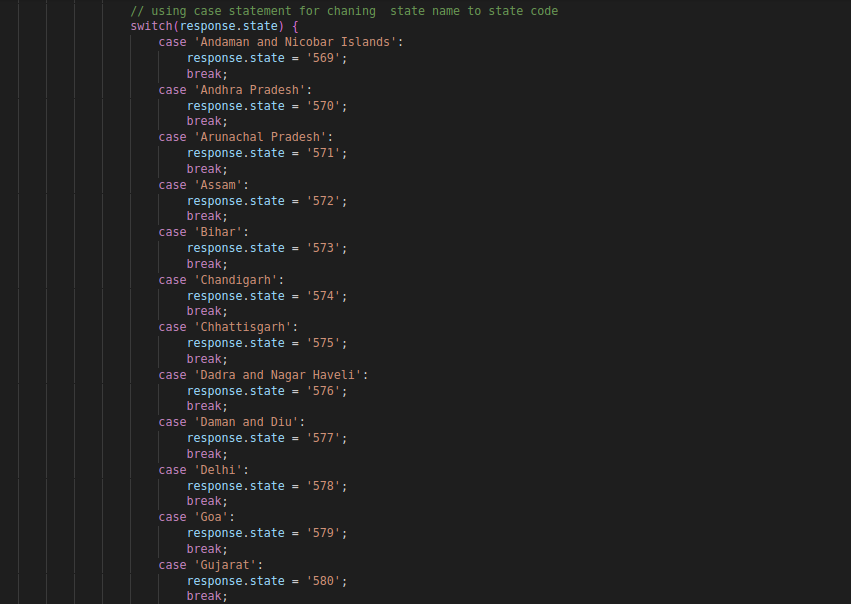 // using case statement for chaning  state name to state code
switch(response.state) {
case 'Andaman and Nicobar Islands':
response.state = '569';
break;
case 'Andhra Pradesh':
response.state = '570';
break;
case 'Arunachal Pradesh':
response.state = '571';
break;
case 'Assam':
response.state = '572';
break;
case 'Bihar':
response.state = '573';
break;
case 'Chandigarh':
response.state = '574';
break;
case 'Chhattisgarh':
response.state = '575';
break;
case 'Dadra and Nagar Haveli':
response.state = '576';
break;
case 'Daman and Diu':
response.state = '577';
break;
case 'Delhi':
response.state = '578';
break;
case 'Goa':
response.state = '579';
break;
case 'Gujarat':
response.state = '580';
break;